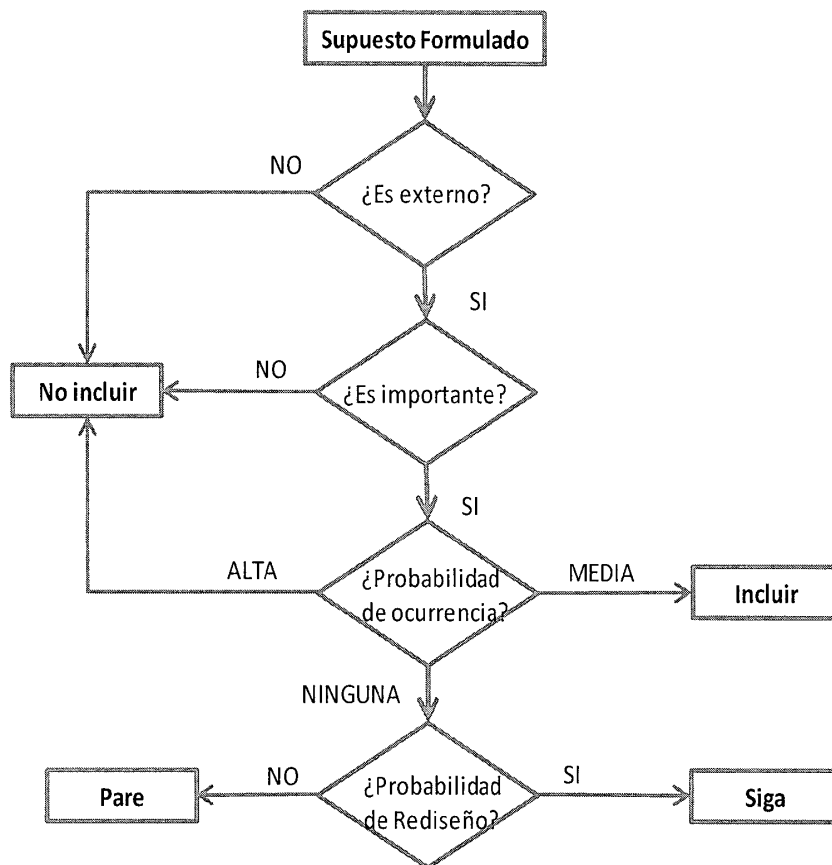 Supuesto Formulado
NO
¿Es externo?
SI
No incluir
NO
¿Es importante?
SI
ALTA
¿Probabilidad
de ocurrencia?
MEDIA
Incluir
NINGUNA
Pare
NO
¿Probabilidad
de Rediseño?
SI
Siga